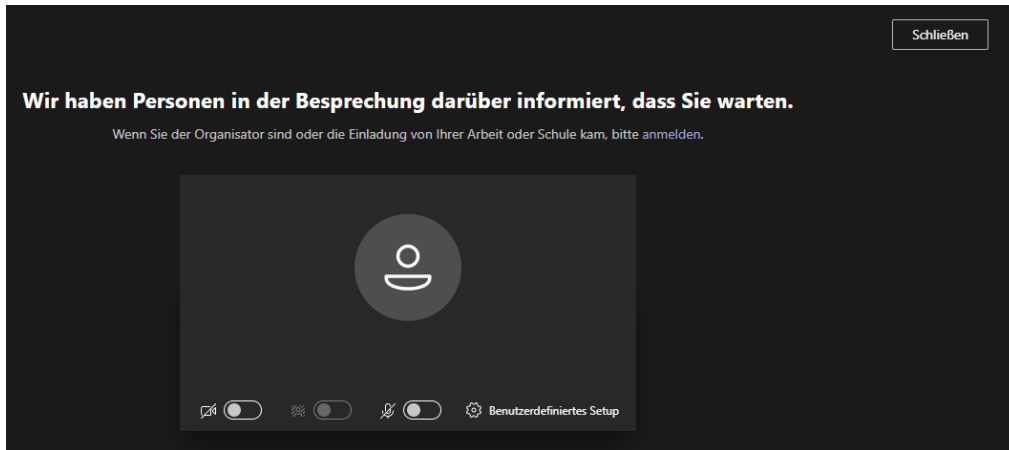 Schließen
Wir haben Personen in der Besprechung darüber informiert, dass Sie warten.
Wenn Sie der Organisator sind oder die Einladung von Ihrer Arbeit oder Schule kam, bitte anmelden.
Benutzerdefiniertes Setup